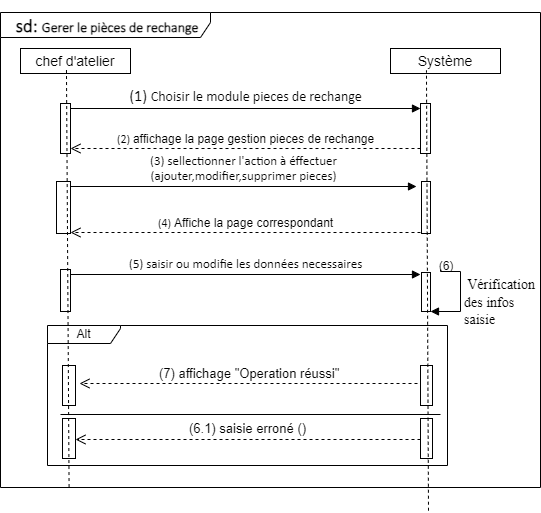 sd: Gerer le pièces de rechange
chef d'atelier
Système
(1) Choisir le module pieces de rechange
(2) affichage la page gestion pieces de rechange
(3) sellectionner l'action à éffectuer
(ajouter,modifier,supprimer pieces)
(4) Affiche la page correspondant
(5) saisir ou modifie les données necessaires
(6)
Vérification
des infos
saisie
Alt
(7) affichage "Operation réussi"
(6.1) saisie erroné ()